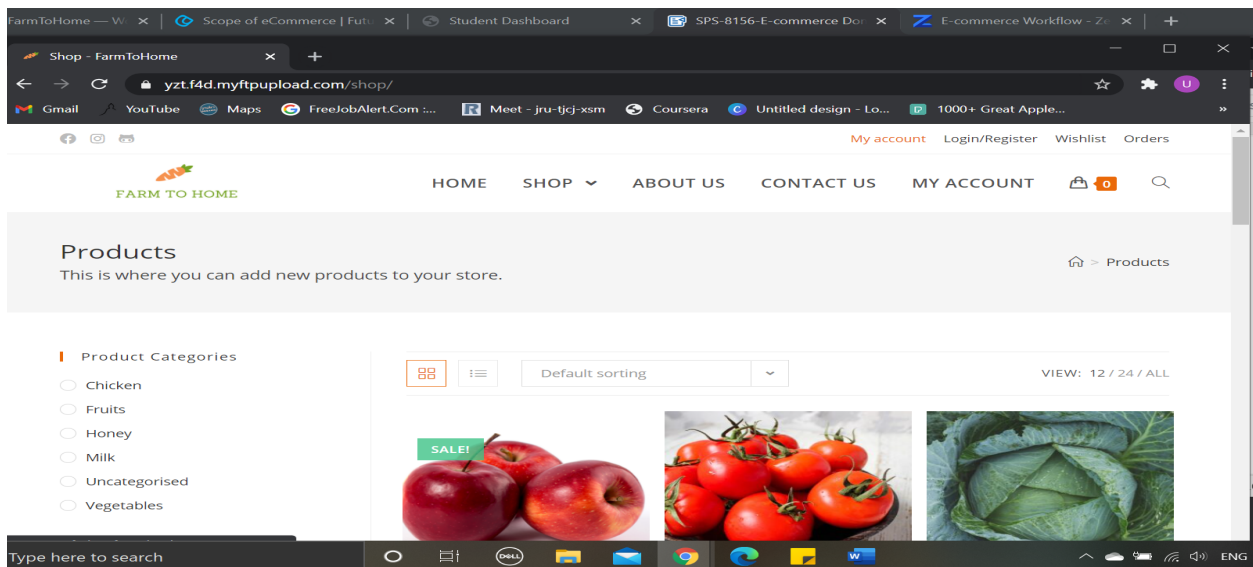 FarmToHome — W
Scope of eCommerce | Futu
Student Dashboard
SPS-8156-E-commerce Dor
E-commerce Workflow - Ze
Shop - FarmToHome
yzt.f4d.myftpupload.com/shop/
U
Gmail
YouTube
Maps
FreeJobAlert.Com :...
Meet - jru-tjcj-xsm
Coursera
Untitled design - Lo...
1000+ Great Apple...
My account Login/Register Wishlist Orders
FARM TO HOME
HOME SHOP ABOUT US CONTACT US MY ACCOUNT 0
Products
This is where you can add new products to your store.
> Products
Product Categories
Chicken
Fruits
Honey
Milk
Uncategorised
Vegetables
Default sorting
VIEW: 12 / 24 / ALL
SALE!
Type here to search
DELL
W
ENG